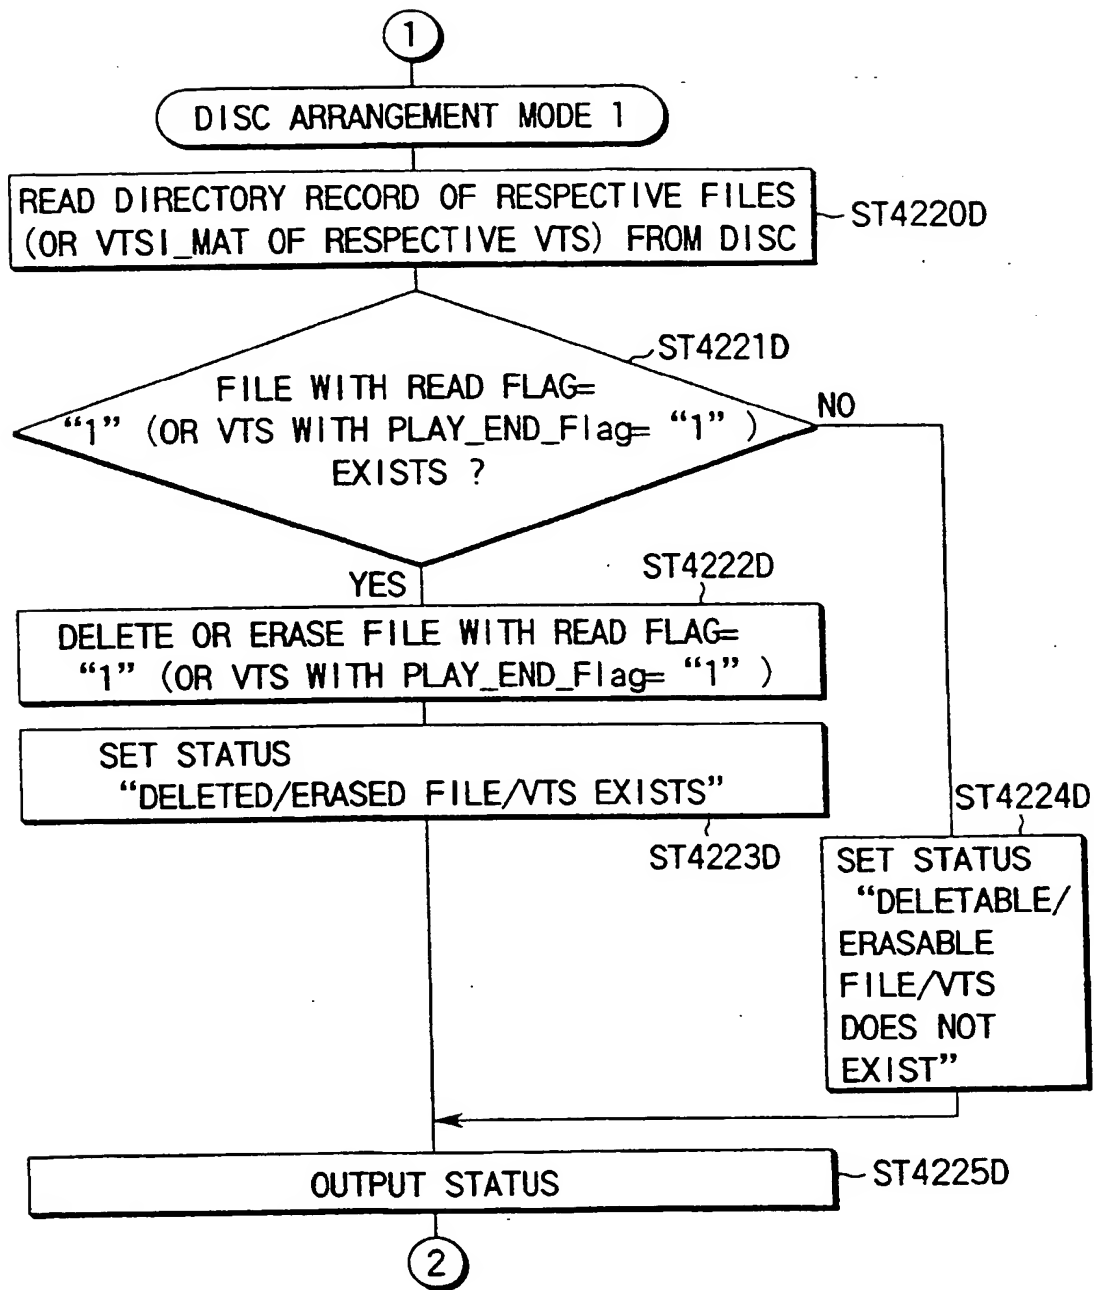 1
DISC ARRANGEMENT MODE 1
READ DIRECTORY RECORD OF RESPECTIVE FILES
(OR VTSI_MAT OF RESPECTIVE VTS) FROM DISC
ST4220D
ST4221D
FILE WITH READ FLAG=
“1” (OR VTS WITH PLAY_END_Flag= “1” )
EXISTS ?
NO
YES
ST4222D
DELETE OR ERASE FILE WITH READ FLAG=
“1” (OR VTS WITH PLAY_END_Flag= “1” )
SET STATUS
“DELETED/ERASED FILE/VTS EXISTS”
ST4223D
ST4224D
SET STATUS
“DELETABLE/
ERASABLE
FILE/VTS
DOES NOT
EXIST”
OUTPUT STATUS
ST4225D
2